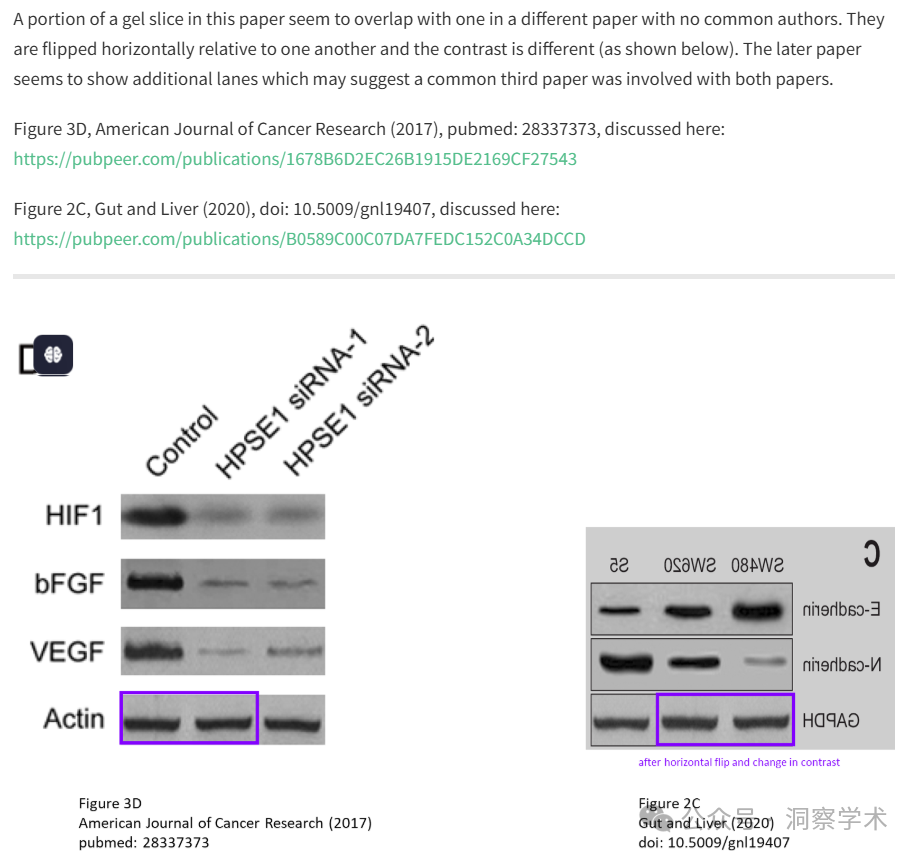 A portion of a gel slice in this paper seem to overlap with one in a different paper with no common authors. They
are flipped horizontally relative to one another and the contrast is different (as shown below). The later paper
seems to show additional lanes which may suggest a common third paper was involved with both papers.
Figure 3D, American Journal of Cancer Research (2017), pubmed: 28337373, discussed here:
https://pubpeer.com/publications/1678B6D2EC26B1915DE2169CF27543
Figure 2C, Gut and Liver (2020), doi: 10.5009/gnl19407, discussed here:
https://pubpeer.com/publications/B0589C00C07DA7FEDC152C0A34DCCD
Control
HPSE1 siRNA-1
HPSE1 siRNA-2
HIF1
bFGF
VEGF
Actin
C
S5 SW620 SW480
E-cadherin
N-cadherin
GAPDH
after horizontal flip and change in contrast
Figure 3D
American Journal of Cancer Research (2017)
pubmed: 28337373
Figure 2C
Gut and Liver (2020)
doi: 10.5009/gnl19407
公众号 洞察学术